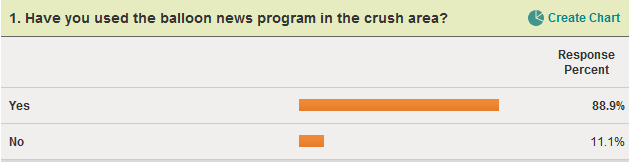 1. Have you used the balloon news program in the crush area?
Create Chart
Response
Percent
Yes 88.9%
No 11.1%